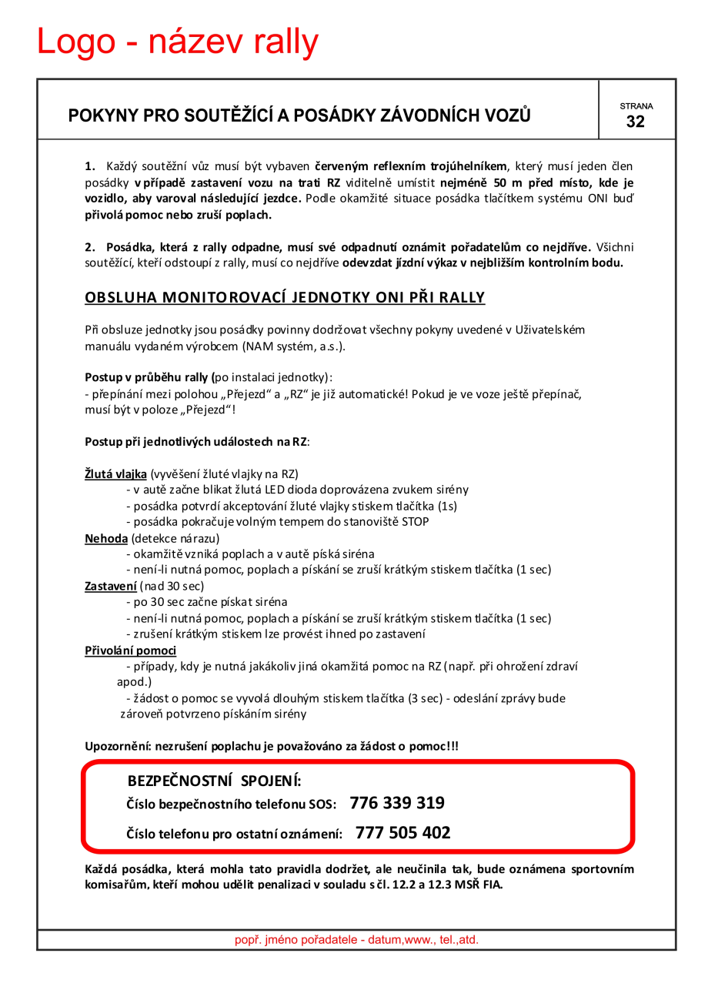 Logo - název rally
POKYNY PRO SOUTĚŽÍCÍ A POSÁDKY ZÁVODNÍCH VOZŮ
STRANA
32
1. Každý soutěžní vůz musí být vybaven červeným reflexním trojúhelníkem, který musí jeden člen
posádky v případě zastavení vozu na trati RZ viditelně umístit nejméně 50 m před místo, kde je
vozidlo, aby varoval následující jezdce. Podle okamžité situace posádka tlačítkem systému ONI buď
přivolá pomoc nebo zruší poplach.
2. Posádka, která z rally odpadne, musí své odpadnutí oznámit pořadatelům co nejdříve. Všichni
soutěžící, kteří odstoupí z rally, musí co nejdříve odevzdat jízdní výkaz v nejbližším kontrolním bodu.
OBSLUHA MONITOROVACÍ JEDNOTKY ONI PŘI RALLY
Při obsluze jednotky jsou posádky povinny dodržovat všechny pokyny uvedené v Uživatelském
manuálu vydaném výrobcem (NAM systém, a.s.).
Postup v průběhu rally (po instalaci jednotky):
- přepínání mezi polohou „Přejezd“ a „RZ“ je již automatické! Pokud je ve voze ještě přepínač,
musí být v poloze „Přejezd“!
Postup při jednotlivých událostech na RZ:
Žlutá vlajka (vyvěšení žluté vlajky na RZ)
- v autě začne blikat žlutá LED dioda doprovázena zvukem sirény
- posádka potvrdí akceptování žluté vlajky stiskem tlačítka (1s)
- posádka pokračuje volným tempem do stanoviště STOP
Nehoda (detekce nárazu)
- okamžitě vzniká poplach a v autě píská siréna
- není-li nutná pomoc, poplach a pískání se zruší krátkým stiskem tlačítka (1 sec)
Zastavení (nad 30 sec)
- po 30 sec začne pískat siréna
- není-li nutná pomoc, poplach a pískání se zruší krátkým stiskem tlačítka (1 sec)
- zrušení krátkým stiskem lze provést ihned po zastavení
Přivolání pomoci
- případy, kdy je nutná jakákoliv jiná okamžitá pomoc na RZ (např. při ohrožení zdraví
apod.)
- žádost o pomoc se vyvolá dlouhým stiskem tlačítka (3 sec) - odeslání zprávy bude
zároveň potvrzeno pískáním sirény
Upozornění: nezrušení poplachu je považováno za žádost o pomoc!!!
BEZPEČNOSTNÍ SPOJENÍ:
Číslo bezpečnostního telefonu SOS: 776 339 319
Číslo telefonu pro ostatní oznámení: 777 505 402
Každá posádka, která mohla tato pravidla dodržet, ale neučinila tak, bude oznámena sportovním
komisařům, kteří mohou udělit penalizaci v souladu s čl. 12.2 a 12.3 MSŘ FIA.
popř. jméno pořadatele - datum,www., tel.,atd.